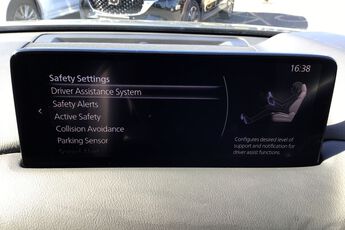 Safety Settings
16:38
Driver Assistance System
Safety Alerts
Active Safety
Collision Avoidance
Parking Sensor
Configures desired level of
support and notification for
driver assist functions.